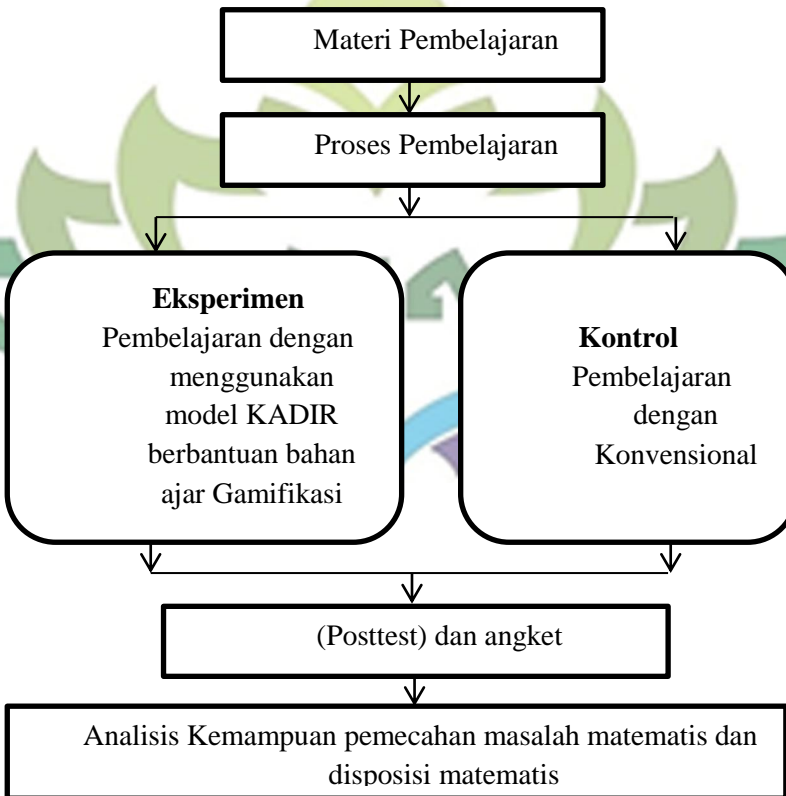 Materi Pembelajaran
Proses Pembelajaran
Eksperimen
Pembelajaran dengan
menggunakan
model KADIR
berbantuan bahan
ajar Gamifikasi
Kontrol
Pembelajaran
dengan
Konvensional
(Posttest) dan angket
Analisis Kemampuan pemecahan masalah matematis dan
disposisi matematis